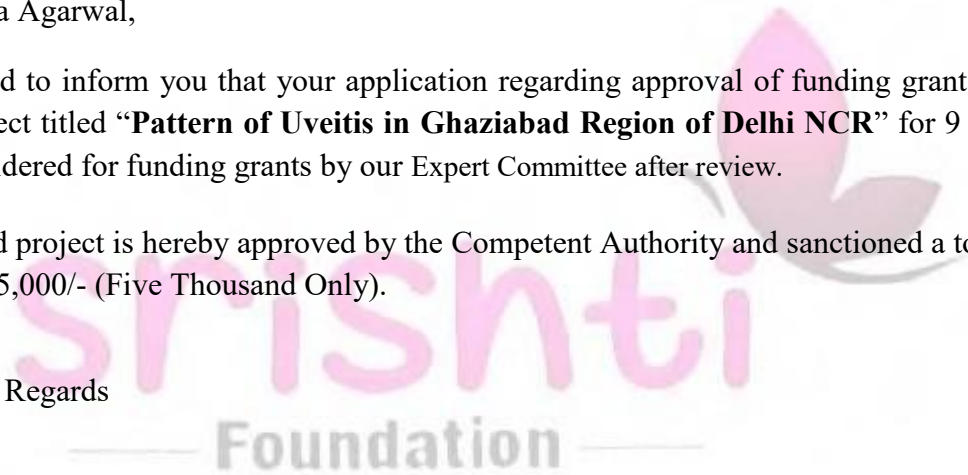 a Agarwal,
d to inform you that your application regarding approval of funding grant
ect titled “Pattern of Uveitis in Ghaziabad Region of Delhi NCR” for 9
dered for funding grants by our Expert Committee after review.
d project is hereby approved by the Competent Authority and sanctioned a to
5,000/- (Five Thousand Only).
srishti
Regards
Foundation